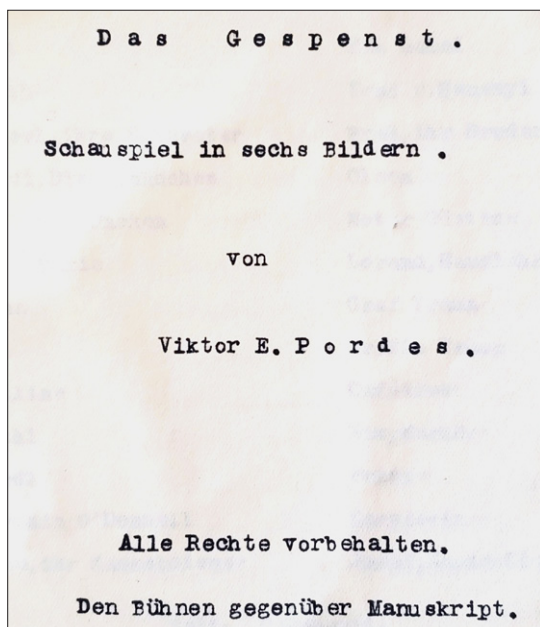 Das Gespenst.
Schauspiel in sechs Bildern .
von
Viktor E. Pordes.
Alle Rechte vorbehalten.
Den Bühnen gegenüber Manuskript.